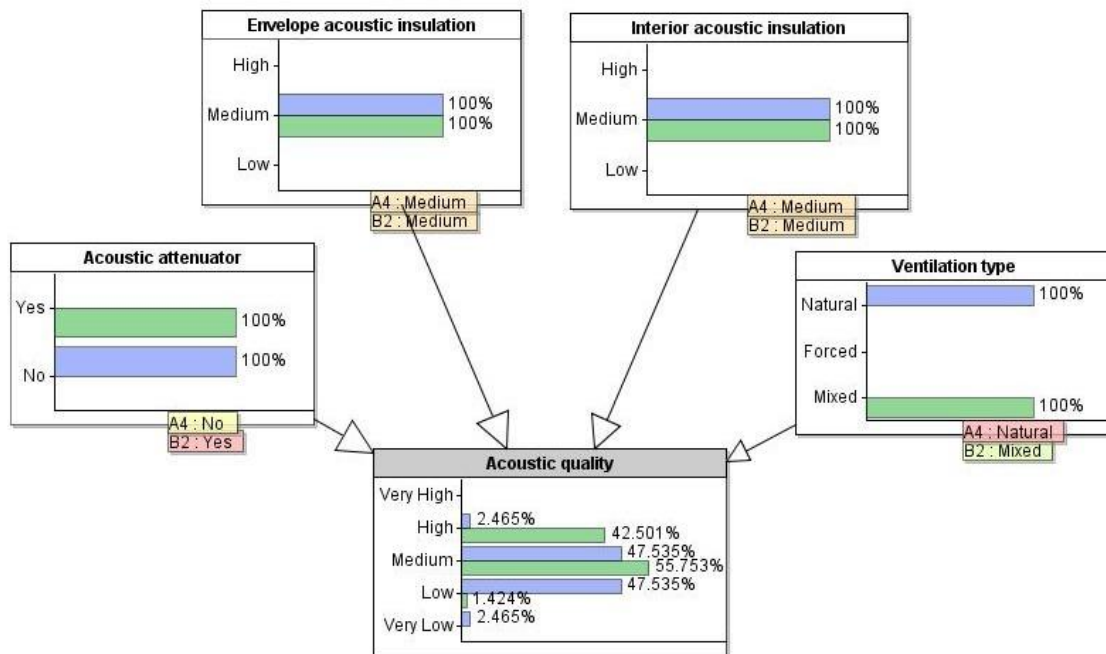 Envelope acoustic insulation
High
Medium
Low
100%
100%
A4 : Medium
B2 : Medium
Interior acoustic insulation
High
Medium
Low
100%
100%
A4 : Medium
B2 : Medium
Acoustic attenuator
Yes
No
100%
100%
A4 : No
B2 : Yes
Ventilation type
Natural
Forced
Mixed
100%
100%
A4 : Natural
B2 : Mixed
Acoustic quality
Very High
High
Medium
Low
Very Low
2.465%
42.501%
47.535%
55.753%
47.535%
1.424%
2.465%